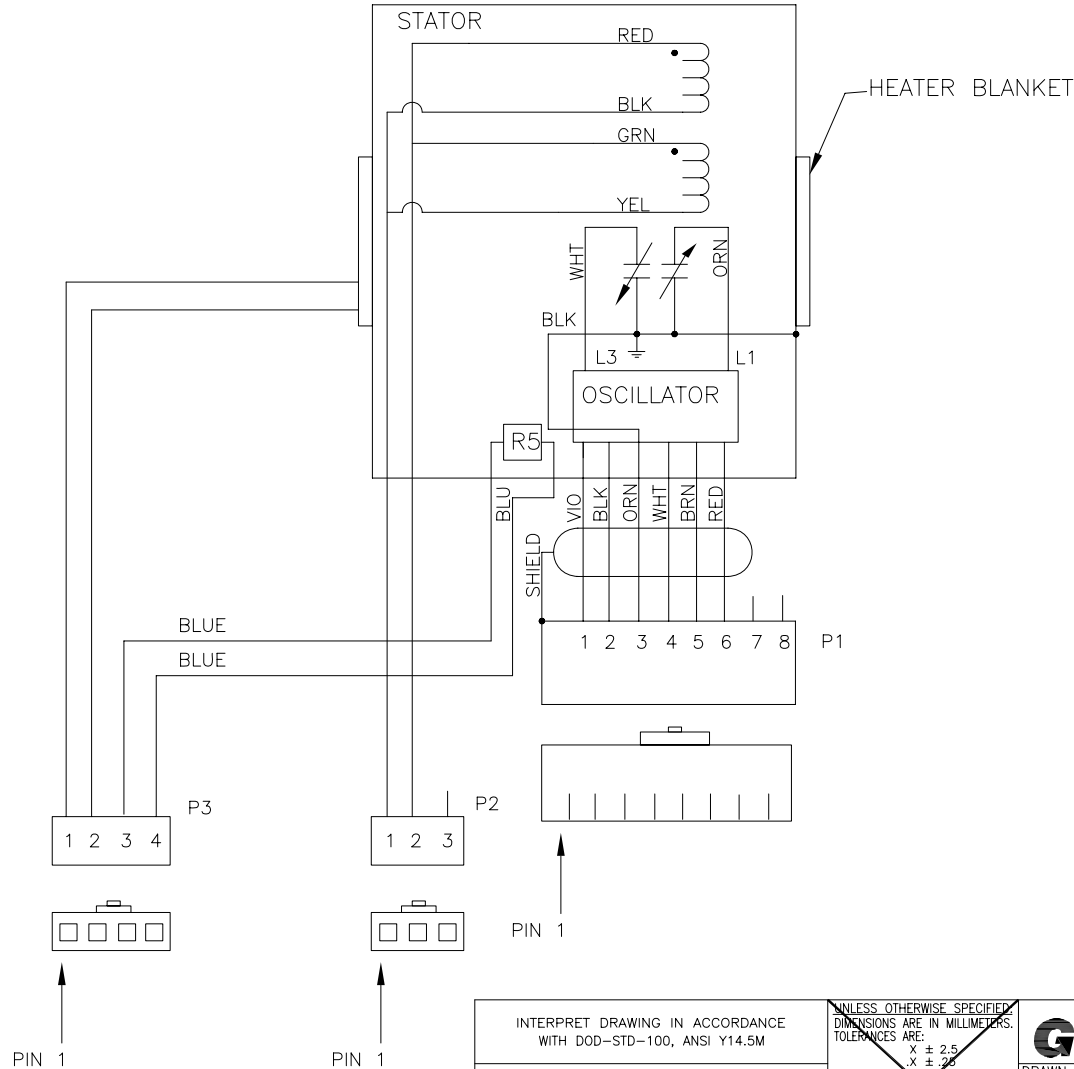 STATOR
RED
HEATER BLANKET
BLK
GRN
YEL
WHT
ORN
BLK
L3
L1
OSCILLATOR
R5
BLU
VIO
BLK
ORN
WHT
BRN
RED
SHIELD
BLUE
BLUE
1 2 3 4 5 6 7 8
P1
P3
1 2 3 4
P2
1 2 3
PIN 1
PIN 1
PIN 1
INTERPRET DRAWING IN ACCORDANCE
WITH DOD-STD-100, ANSI Y14.5M
UNLESS OTHERWISE SPECIFIED
DIMENSIONS ARE IN MILLIMETERS.
TOLERANCES ARE:
X ± 2.5
.X ± .25
G
DRAWN